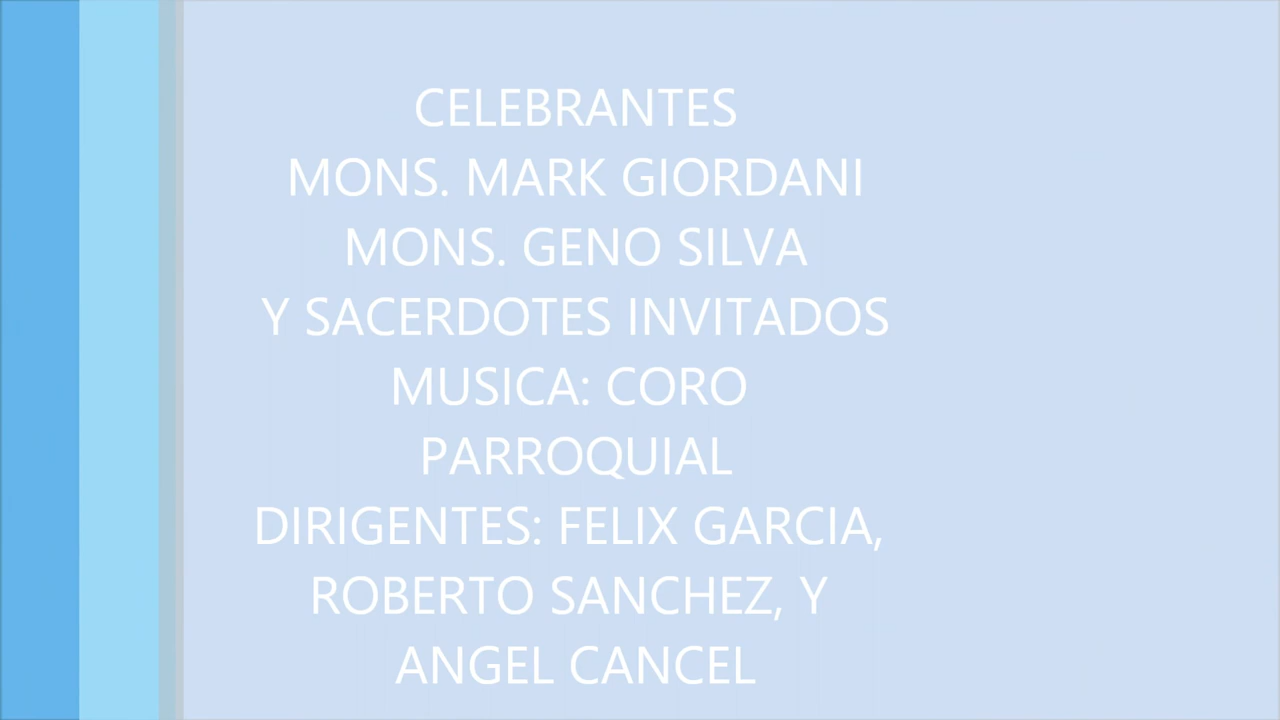 CELEBRANTES
MONS. MARK GIORDANI
MONS. GENO SILVA
Y SACERDOTES INVITADOS
MUSICA: CORO
PARROQUIAL
DIRIGENTES: FELIX GARCIA,
ROBERTO SANCHEZ, Y
ANGEL CANCEL